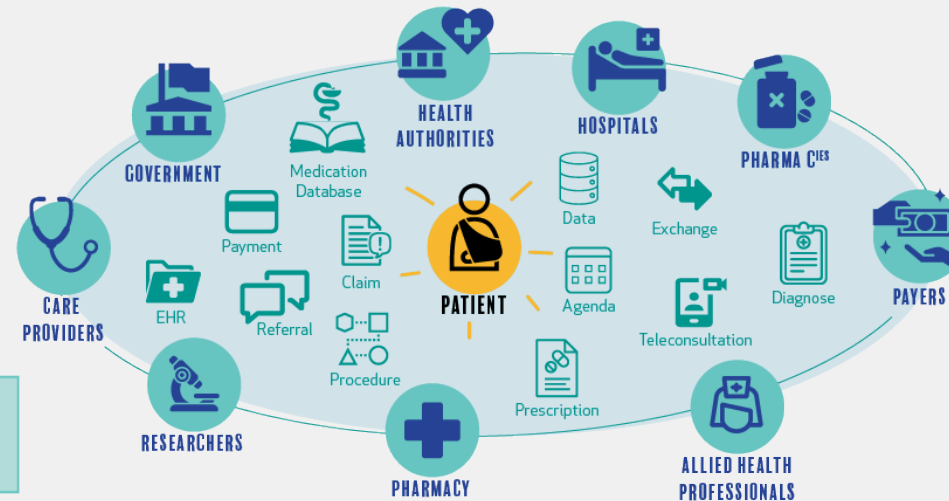 HEALTH
AUTHORITIES
HOSPITALS
PHARMA Cᴵᴱˢ
GOVERNMENT
Medication
Database
Payment
Claim
Data
Exchange
PATIENT
Agenda
Diagnose
PAYERS
CARE
PROVIDERS
EHR
Referral
Procedure
Teleconsultation
Prescription
RESEARCHERS
PHARMACY
ALLIED HEALTH
PROFESSIONALS